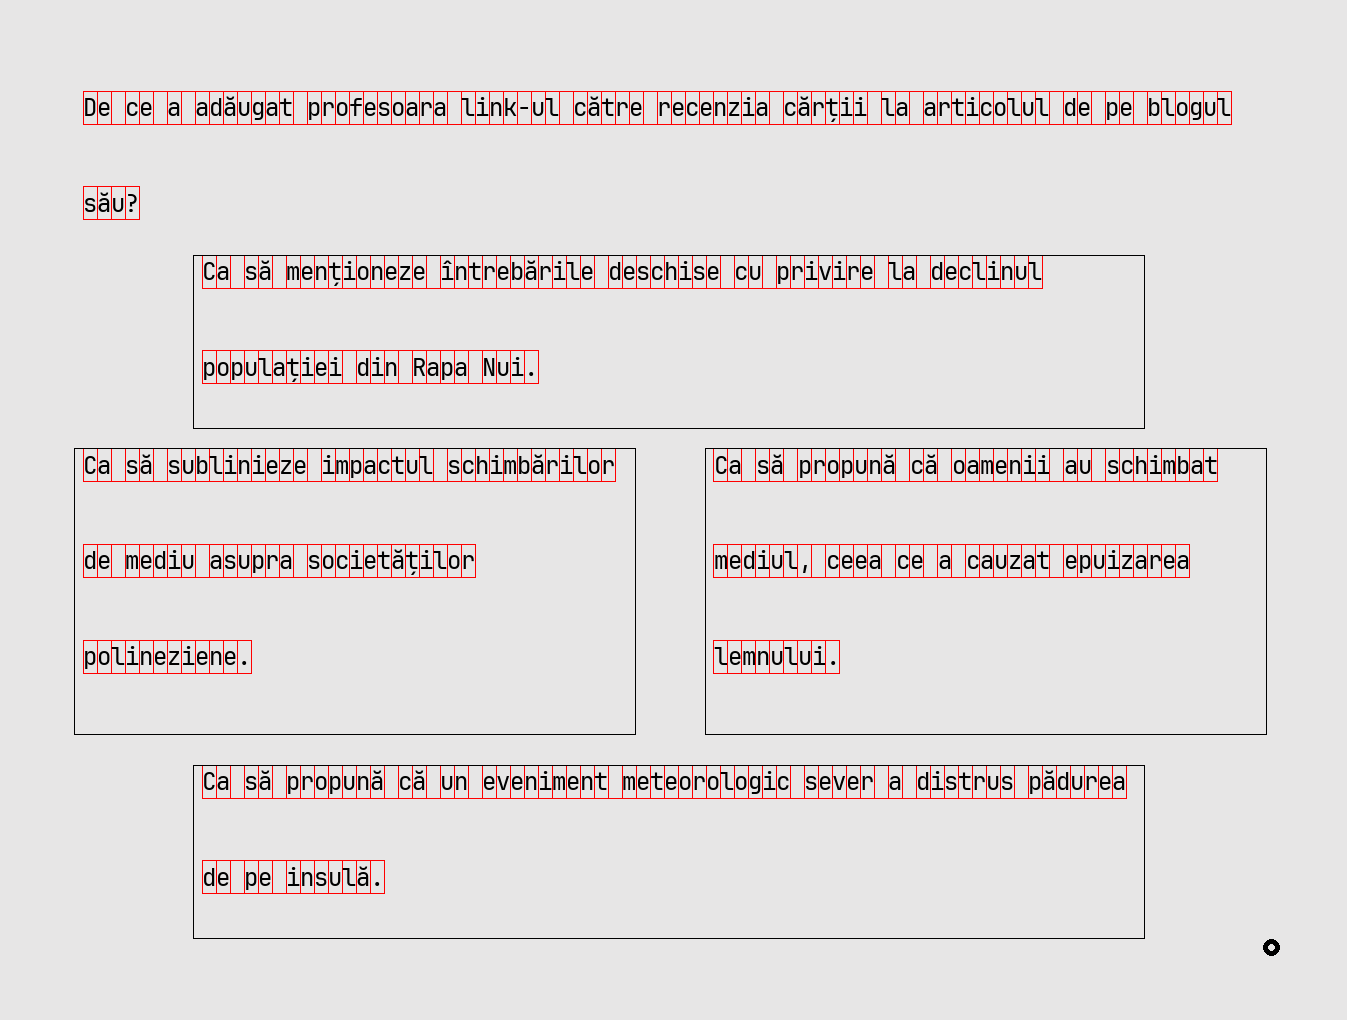 De ce a adăugat profesoara link-ul către recenzia cărții la articolul de pe blogul
său?
Ca să menționeze întrebările deschise cu privire la declinul
populației din Rapa Nui.
Ca să sublinieze impactul schimbărilor
de mediu asupra societăților
polineziene.
Ca să propună că oamenii au schimbat
mediul, ceea ce a cauzat epuizarea
lemnului.
Ca să propună că un eveniment meteorologic sever a distrus pădurea
de pe insulă.